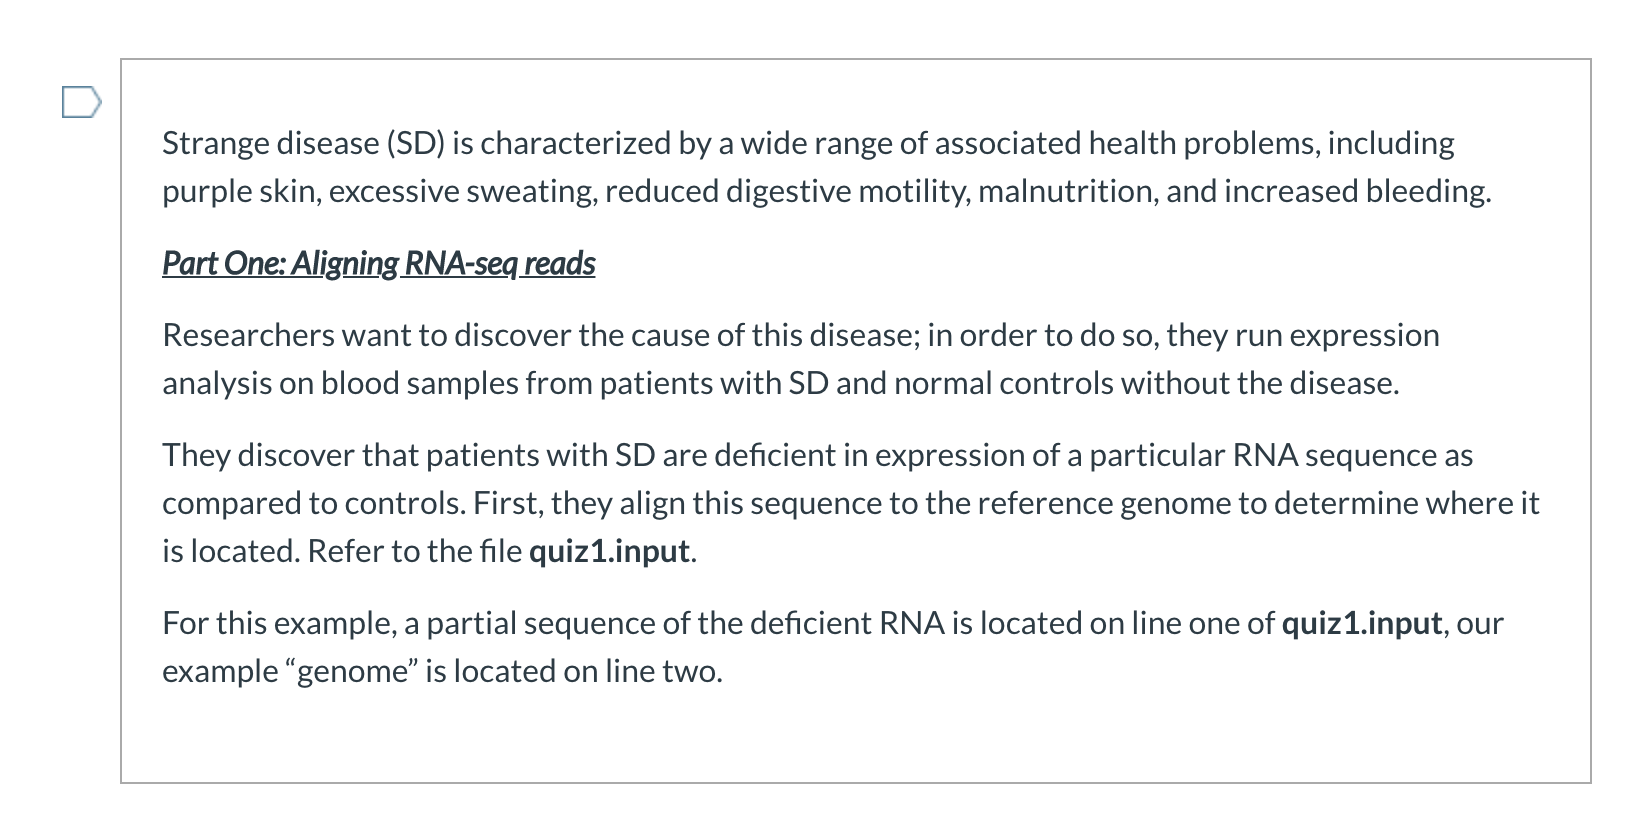 Strange disease (SD) is characterized by a wide range of associated health problems, including
purple skin, excessive sweating, reduced digestive motility, malnutrition, and increased bleeding.
Part One: Aligning RNA-seq reads
Researchers want to discover the cause of this disease; in order to do so, they run expression
analysis on blood samples from patients with SD and normal controls without the disease.
They discover that patients with SD are deficient in expression of a particular RNA sequence as
compared to controls. First, they align this sequence to the reference genome to determine where it
is located. Refer to the file quiz1.input.
For this example, a partial sequence of the deficient RNA is located on line one of quiz1.input, our
example “genome” is located on line two.